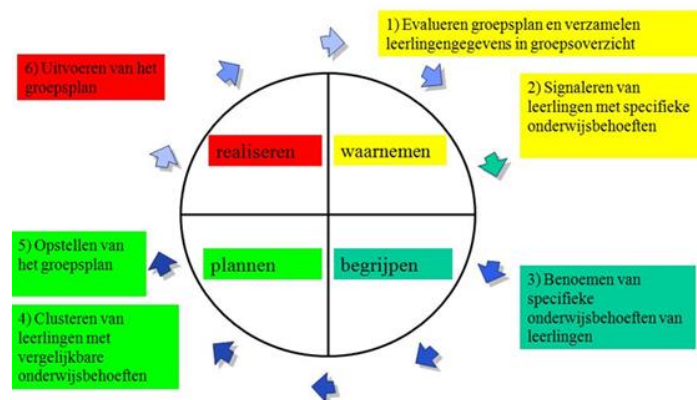 1) Evalueren groepsplan en verzamelen
leerlingengegevens in groepsoverzicht
2) Signaleren van
leerlingen met specifieke
onderwijsbehoeften
3) Benoemen van
specifieke
onderwijsbehoeften van
leerlingen
4) Clusteren van
leerlingen met
vergelijkbare
onderwijsbehoeften
5) Opstellen van
het groepsplan
6) Uitvoeren van het
groepsplan
realiseren
waarnemen
plannen
begrijpen